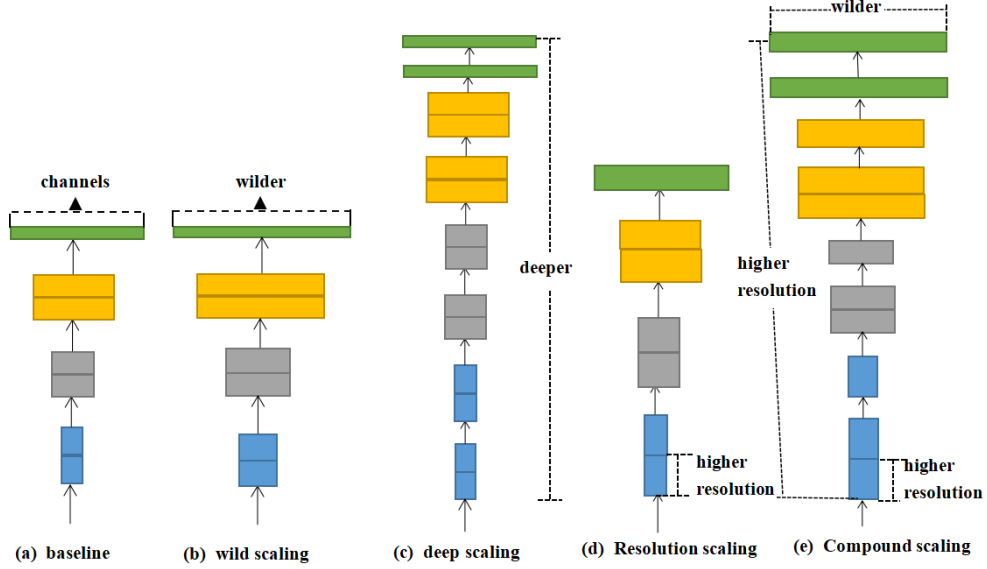 wilder
channels
wilder
deeper
higher
resolution
higher
resolution
higher
resolution
(a) baseline
(b) wild scaling
(c) deep scaling
(d) Resolution scaling
(e) Compound scaling